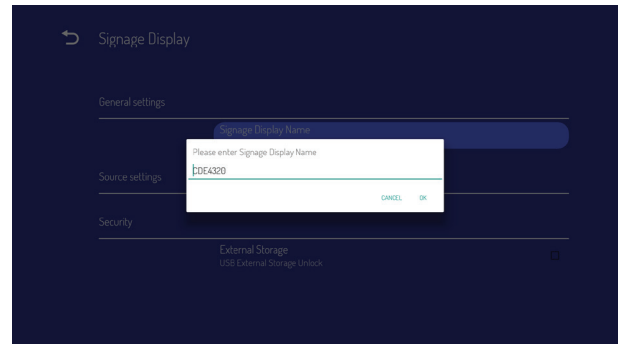 Signage Display
General settings
Signage Display Name
Please enter Signage Display Name
CDE4320
CANCEL OK
Source settings
Security
External Storage
USB External Storage Unlock